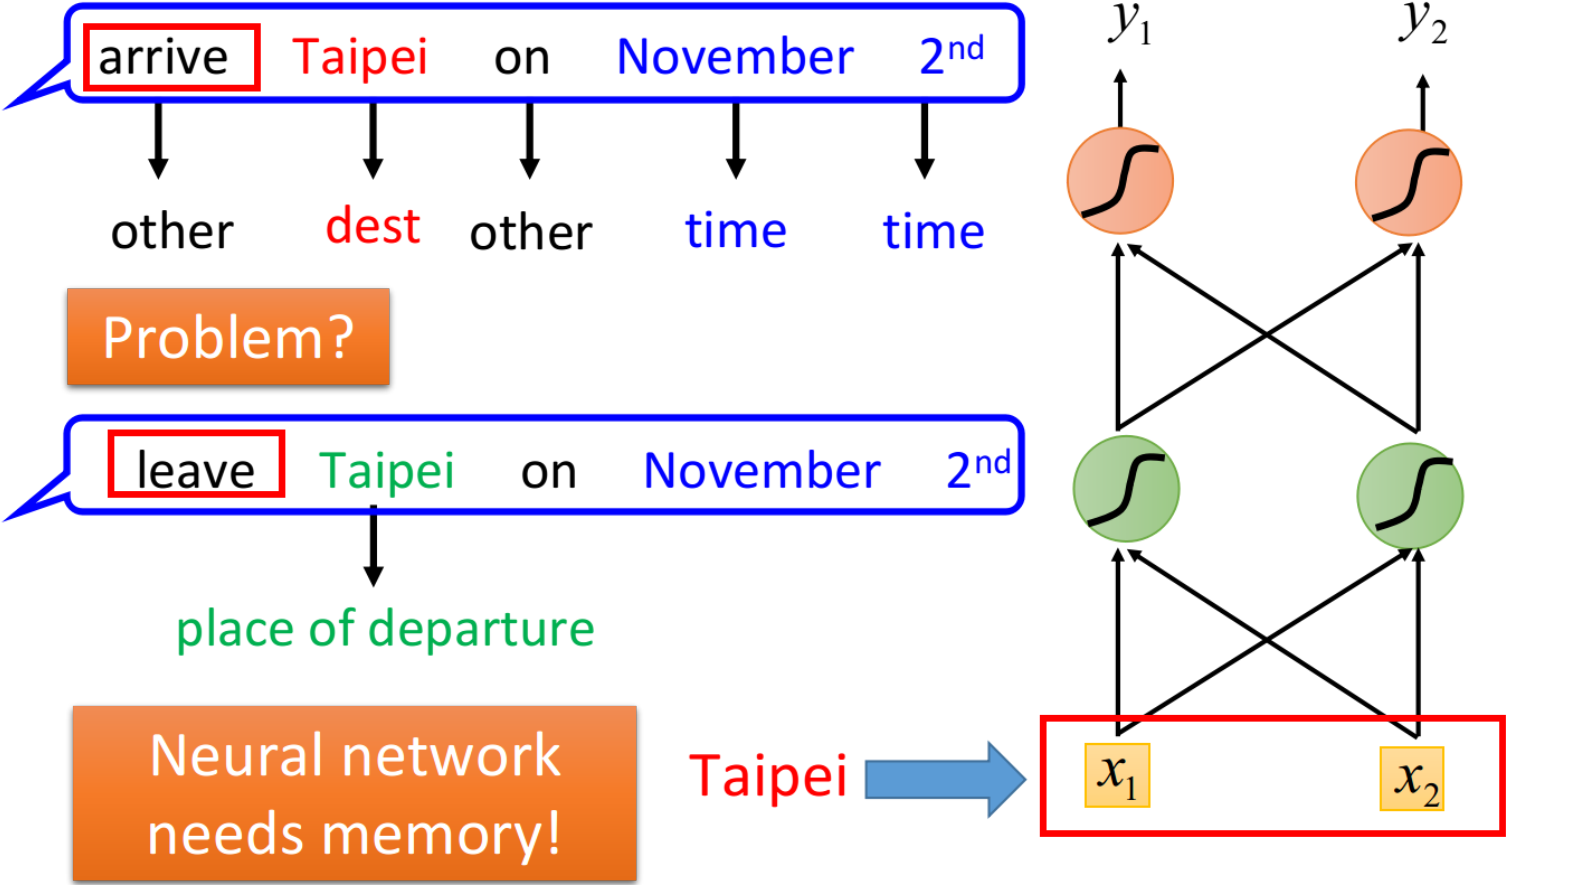 arrive Taipei on November 2nd
other dest other time time
Problem?
leave Taipei on November 2nd
place of departure
Neural network
needs memory!
Taipei
y1 y2
x1 x2